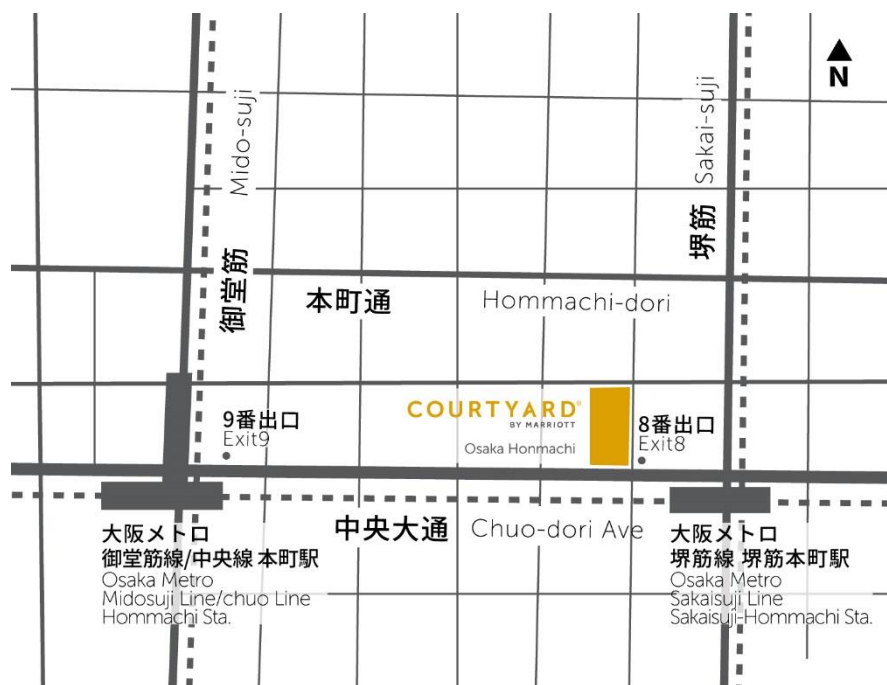 N
Mido-suji
Sakai-suji
御堂筋
堺筋
本町通
Hommachi-dori
COURTYARD®
BY MARRIOTT
Osaka Honmachi
9番出口
Exit9
8番出口
Exit8
中央大通
Chuo-dori Ave
大阪メトロ
御堂筋線/中央線 本町駅
Osaka Metro
Midosuji Line/chuo Line
Hommachi Sta.
大阪メトロ
堺筋線 堺筋本町駅
Osaka Metro
Sakaisuji Line
Sakaisuji-Hommachi Sta.